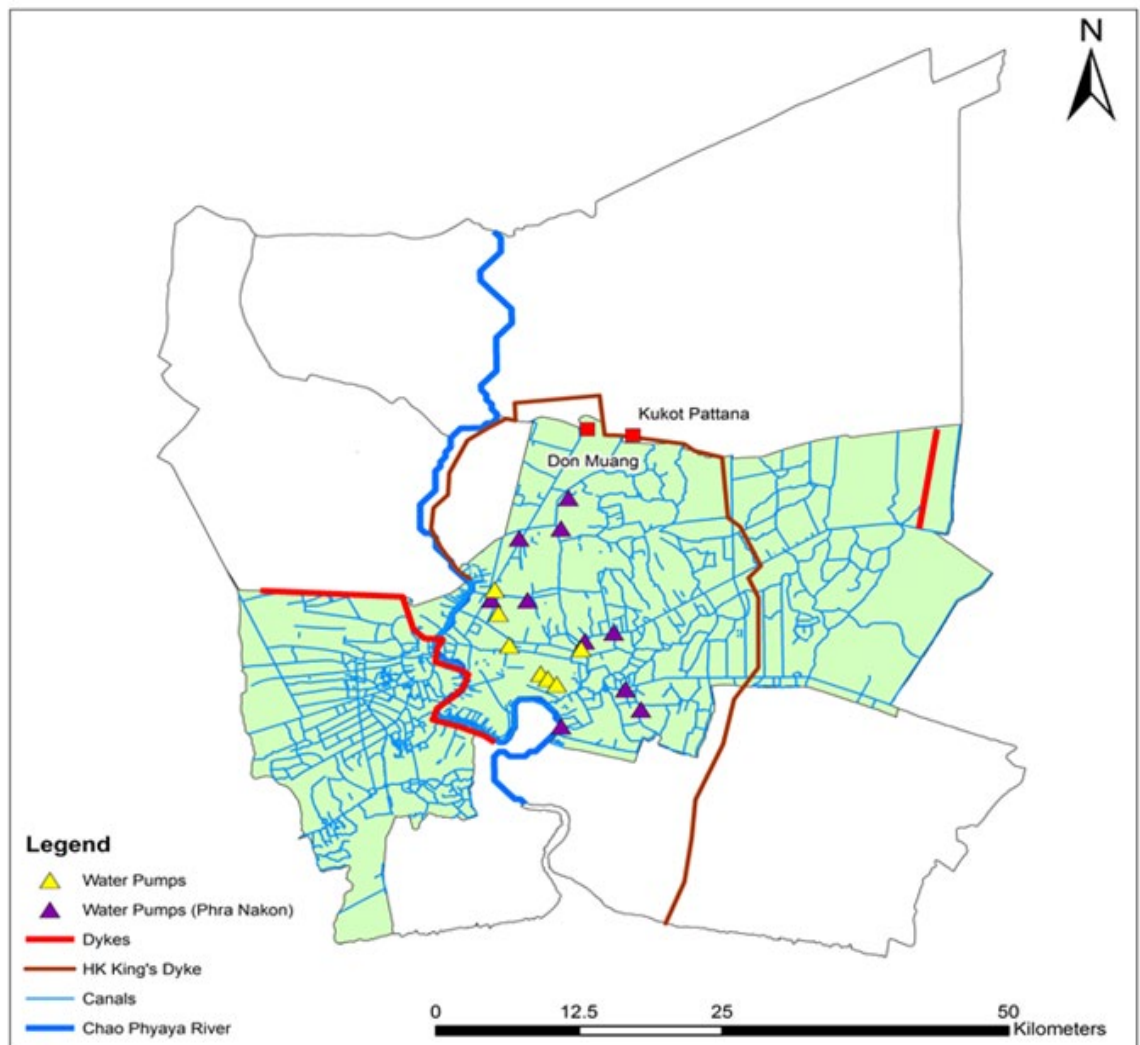 N
Kukot Pattana
Don Muang
Legend
Water Pumps
Water Pumps (Phra Nakon)
Dykes
HK King's Dyke
Canals
Chao Phyaya River
0 12.5 25 50
Kilometers